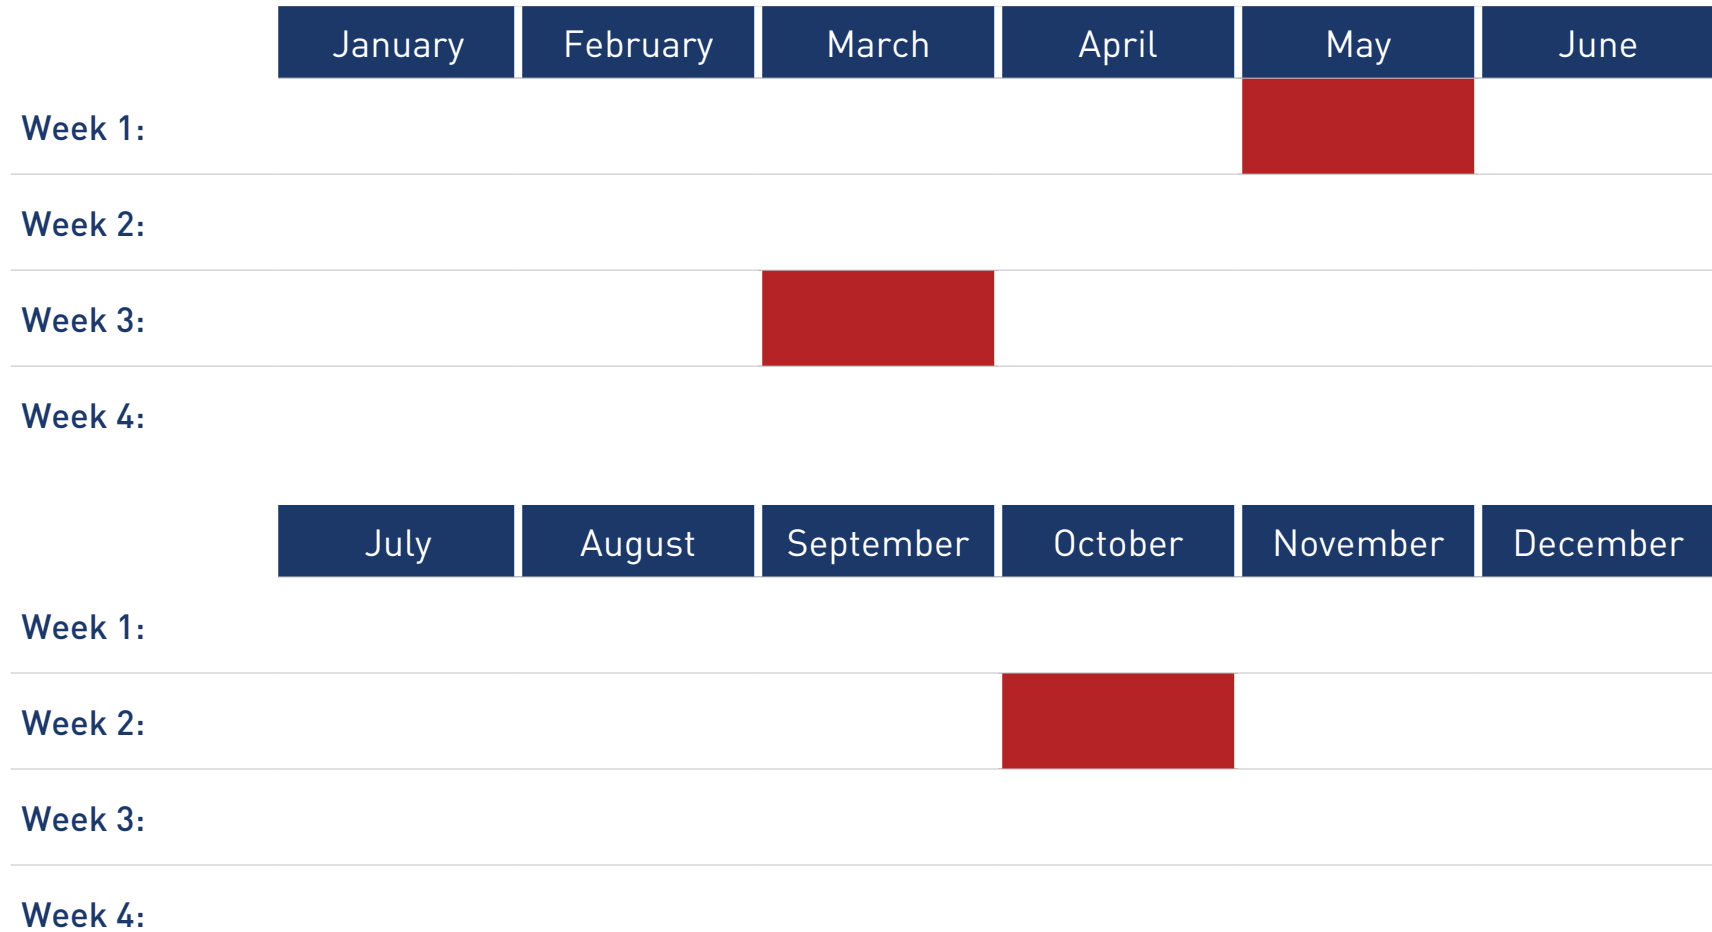 January February March April May June
Week 1:
Week 2:
Week 3:
Week 4:
July August September October November December
Week 1:
Week 2:
Week 3:
Week 4: